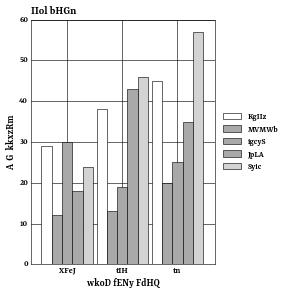 IIol bHGn
60
50
40
30
20
10
0
A G kkxzRm
XFeJ tIH tn
wkoD fENy FdHQ
KgIIz
MVMWb
igcyS
JpLA
Syic